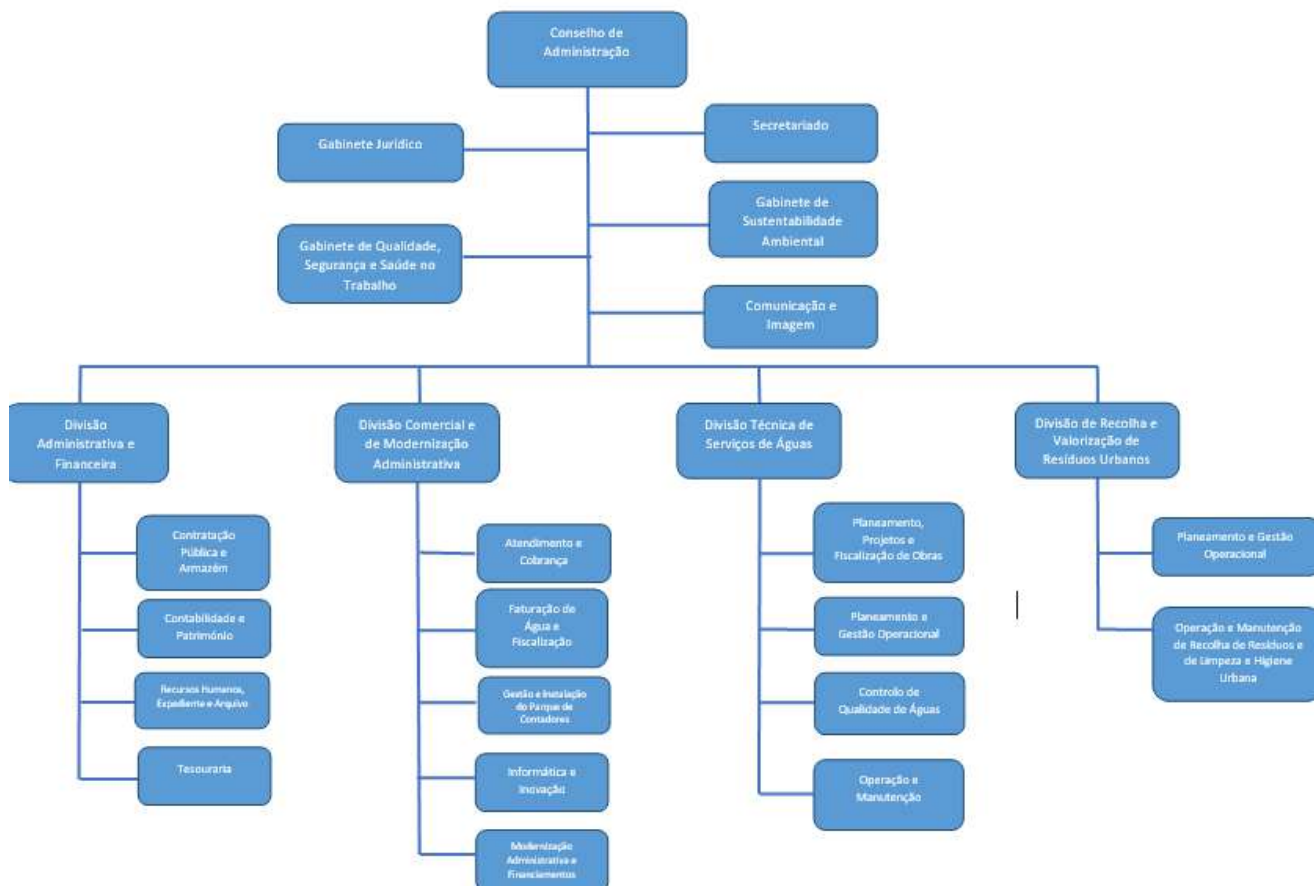 Conselho de
Administração
Gabinete Jurídico
Secretariado
Gabinete de Qualidade,
Segurança e Saúde no
Trabalho
Gabinete de
Sustentabilidade
Ambiental
Comunicação e
Imagem
Divisão
Administrativa e
Financeira
Contratação
Pública e
Armazém
Contabilidade e
Património
Recursos Humanos,
Expediente e Arquivo
Tesouraria
Divisão Comercial e
de Modernização
Administrativa
Atendimento e
Cobrança
Faturação de
Água e
Fiscalização
Gestão e Instalação
do Parque de
Contadores
Informática e
Inovação
Modernização
Administrativa e
Financiamentos
Divisão Técnica de
Serviços de Águas
Planeamento,
Projetos e
Fiscalização de Obras
Planeamento e
Gestão Operacional
Controlo de
Qualidade de Águas
Operação e
Manutenção
Divisão de Recolha e
Valorização de
Resíduos Urbanos
Planeamento e Gestão
Operacional
Operação e Manutenção
de Recolha de Resíduos e
de Limpeza e Higiene
Urbana